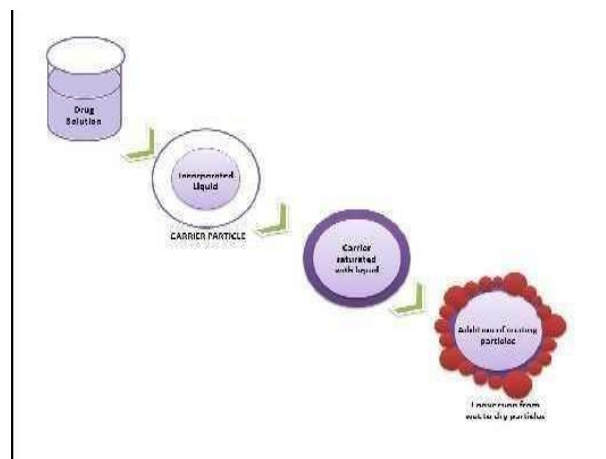 Drug
Solution
Incorporated
Liquid
CARRIER PARTICLE
Carrier
saturated
with liquid
Addition of coating
particles
Conversion from
wet to dry particles